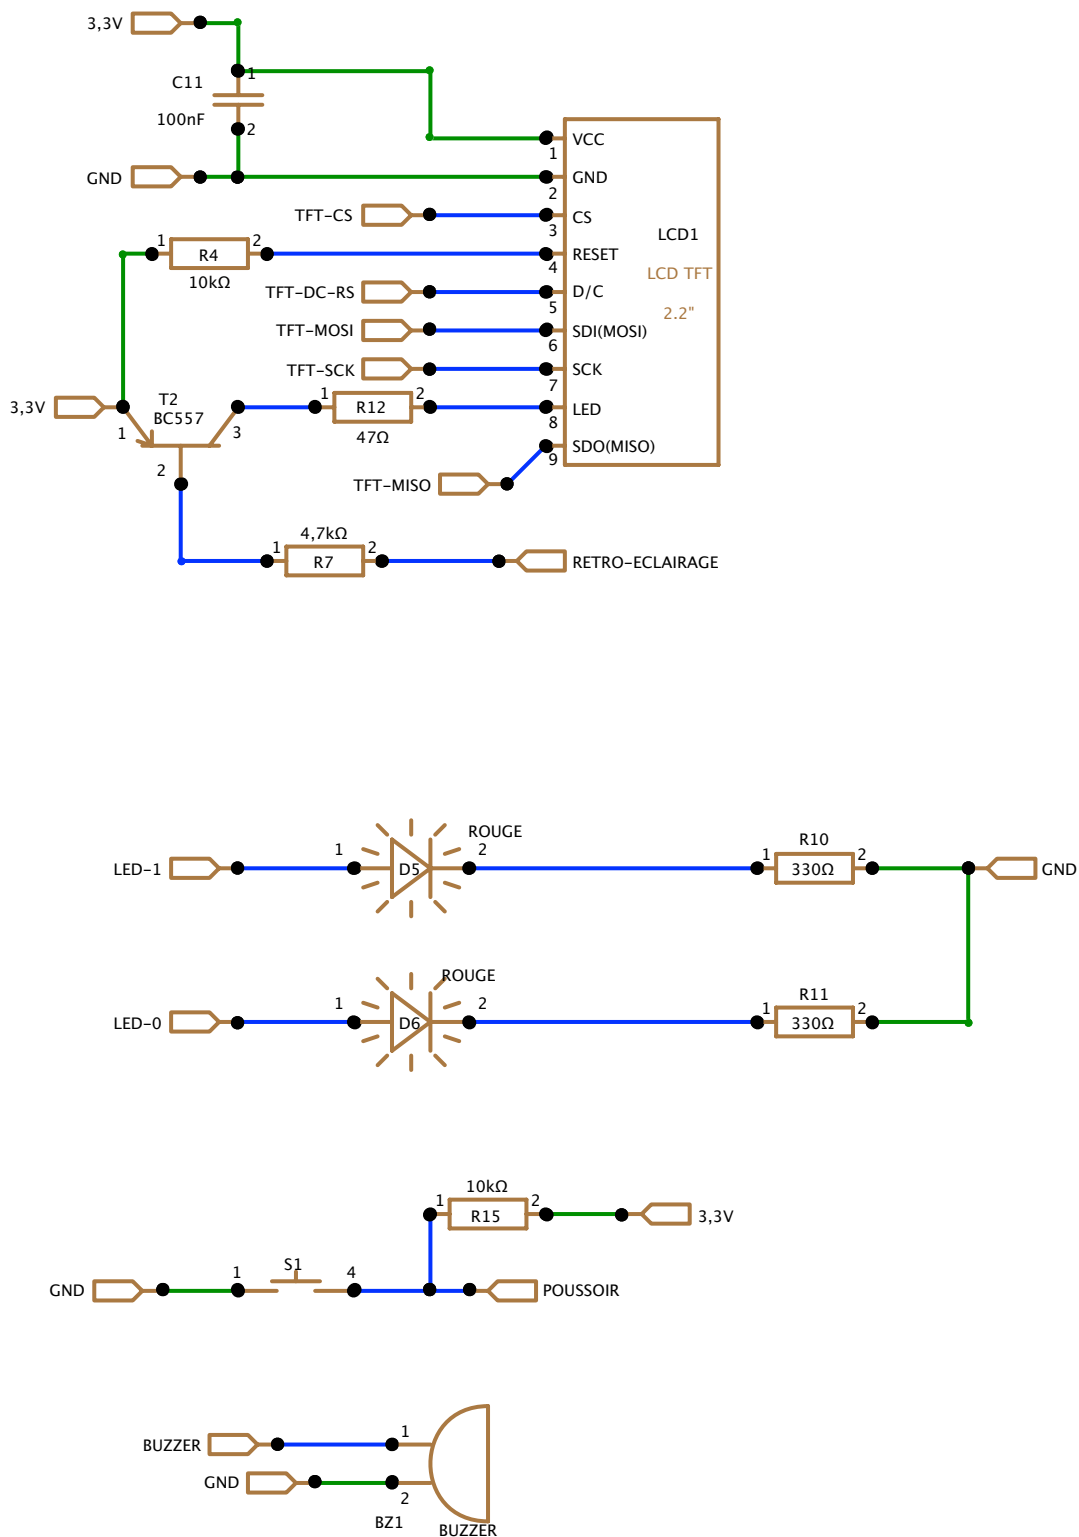 3,3V
1
C11
100nF
2
GND
VCC
1
GND
2
TFT-CS
CS
3
LCD1
1
R4
2
10kΩ
RESET
4
LCD TFT
TFT-DC-RS
D/C
5
2.2"
TFT-MOSI
SDI(MOSI)
6
TFT-SCK
SCK
7
3,3V
T2
BC557
1
3
2
1
R12
2
47Ω
LED
8
SDO(MISO)
9
TFT-MISO
4,7kΩ
1
R7
2
RETRO-ECLAIRAGE
LED-1
1
D5
ROUGE
2
R10
1
330Ω
2
GND
LED-0
1
D6
ROUGE
2
R11
1
330Ω
2
10kΩ
1
R15
2
3,3V
GND
1
S1
4
POUSSOIR
BUZZER
1
GND
2
BZ1
BUZZER